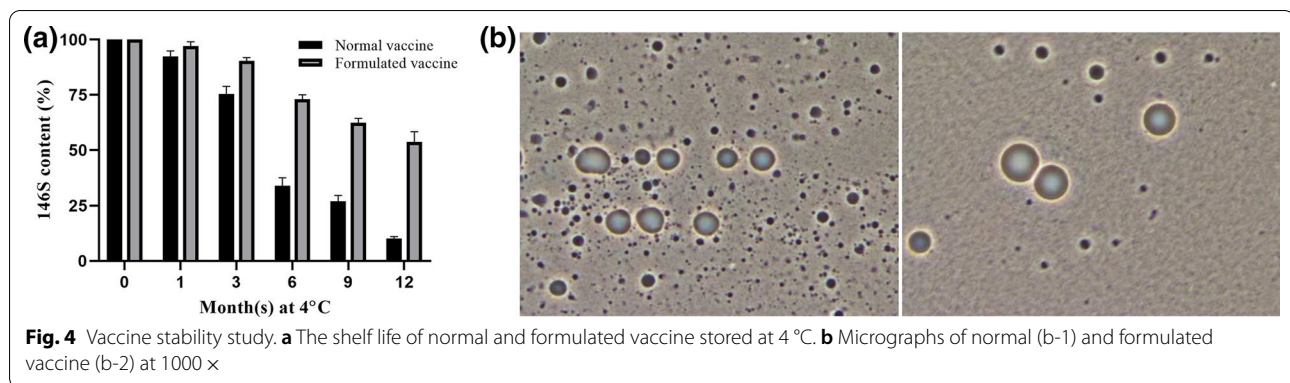 (a)
100
75
50
25
0
146S content (%)
Normal vaccine
Formulated vaccine
0 1 3 6 9 12
Month(s) at 4°C
(b)
Fig. 4 Vaccine stability study. a The shelf life of normal and formulated vaccine stored at 4 °C. b Micrographs of normal (b-1) and formulated
vaccine (b-2) at 1000 ×